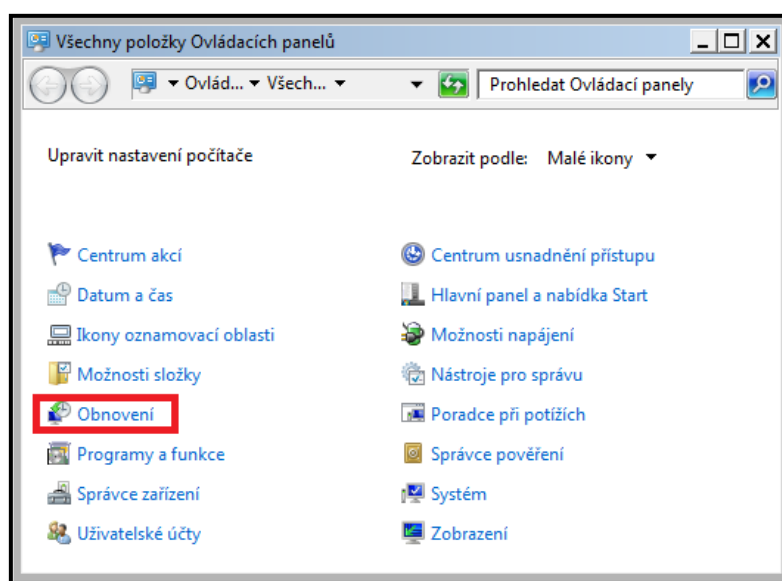 Všechny položky Ovládacích panelů
Ovlád... Všech...
Prohledat Ovládací panely
Upravit nastavení počítače
Zobrazit podle: Malé ikony
Centrum akcí
Centrum usnadnění přístupu
Datum a čas
Hlavní panel a nabídka Start
Ikony oznamovací oblasti
Možnosti napájení
Možnosti složky
Nástroje pro správu
Obnovení
Poradce při potížích
Programy a funkce
Správce pověření
Správce zařízení
Systém
Uživatelské účty
Zobrazení